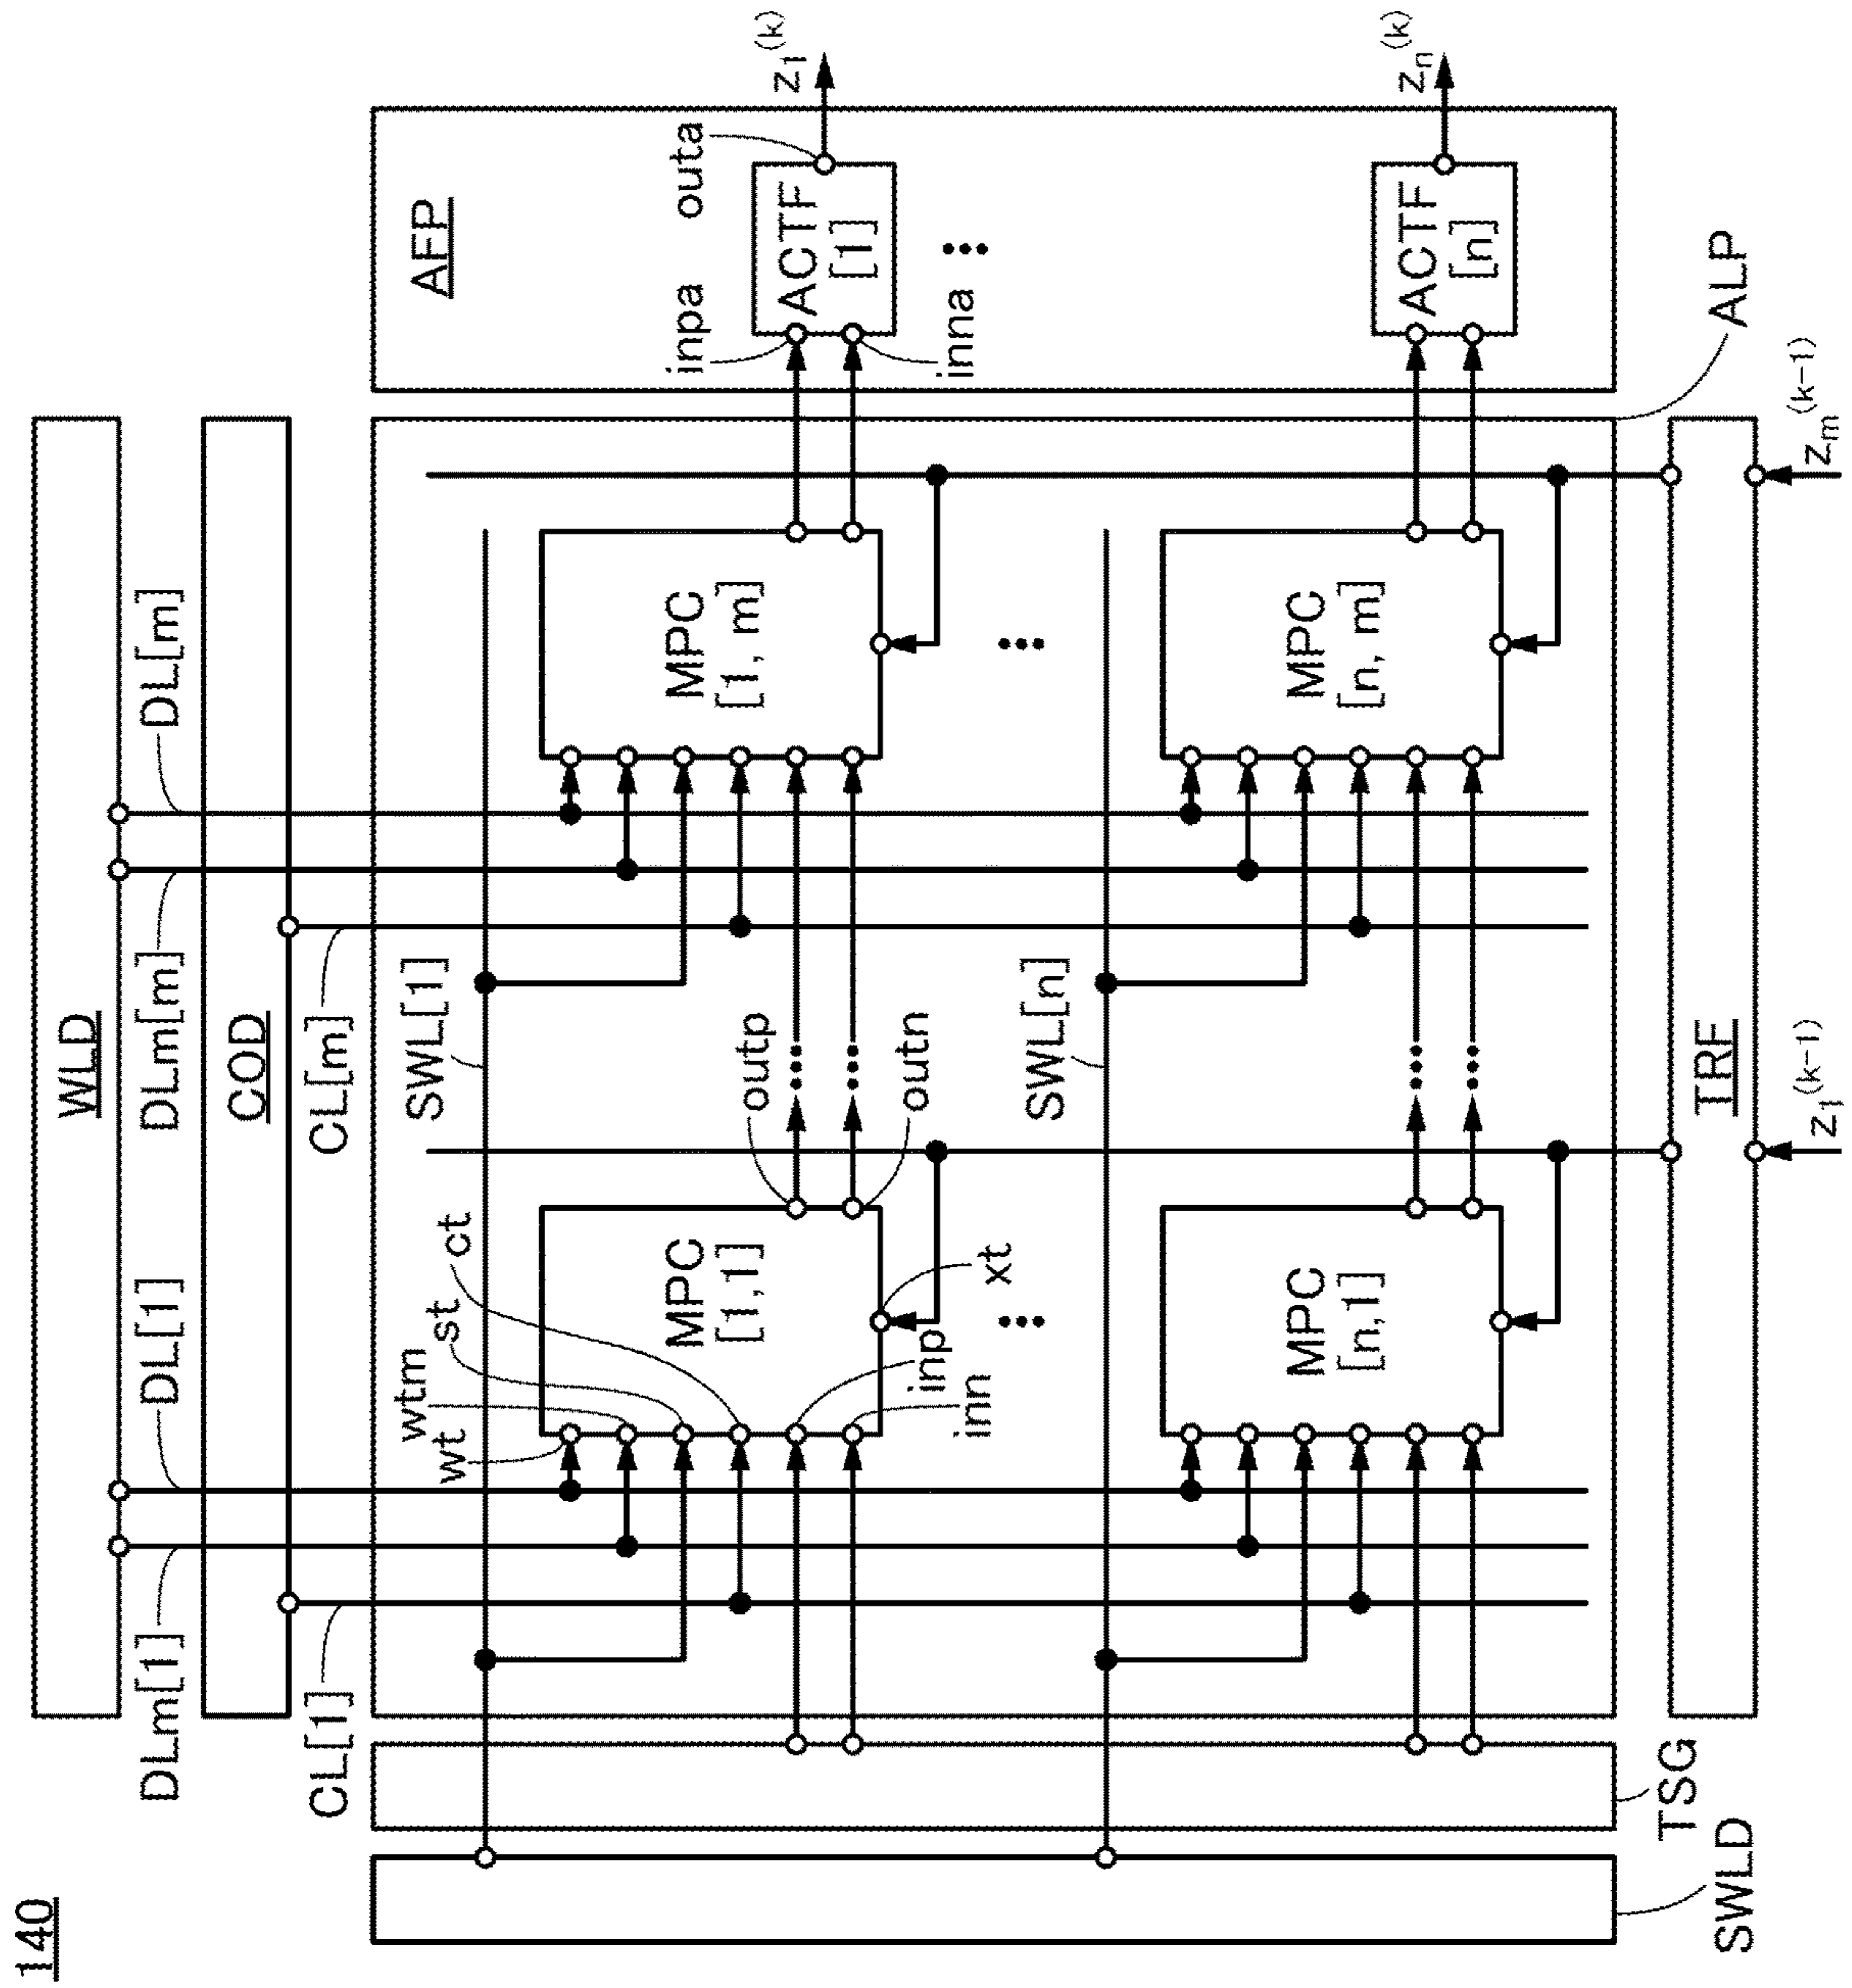 140
WLD
DLm[1]
DL[1]
DLm[m]
DL[m]
COD
CL[1]
CL[m]
SWL[1]
AFP
wt
wtm
st
ct
MPC
[1,1]
inp
inn
xt
outp
outn
MPC
[1, m]
inpa
inna
outa
ACTF
[1]
z1(k)
SWL[n]
MPC
[n,1]
MPC
[n, m]
ACTF
[n]
zn(k)
ALP
TRF
TSG
SWLD
z1(k-1)
zm(k-1)